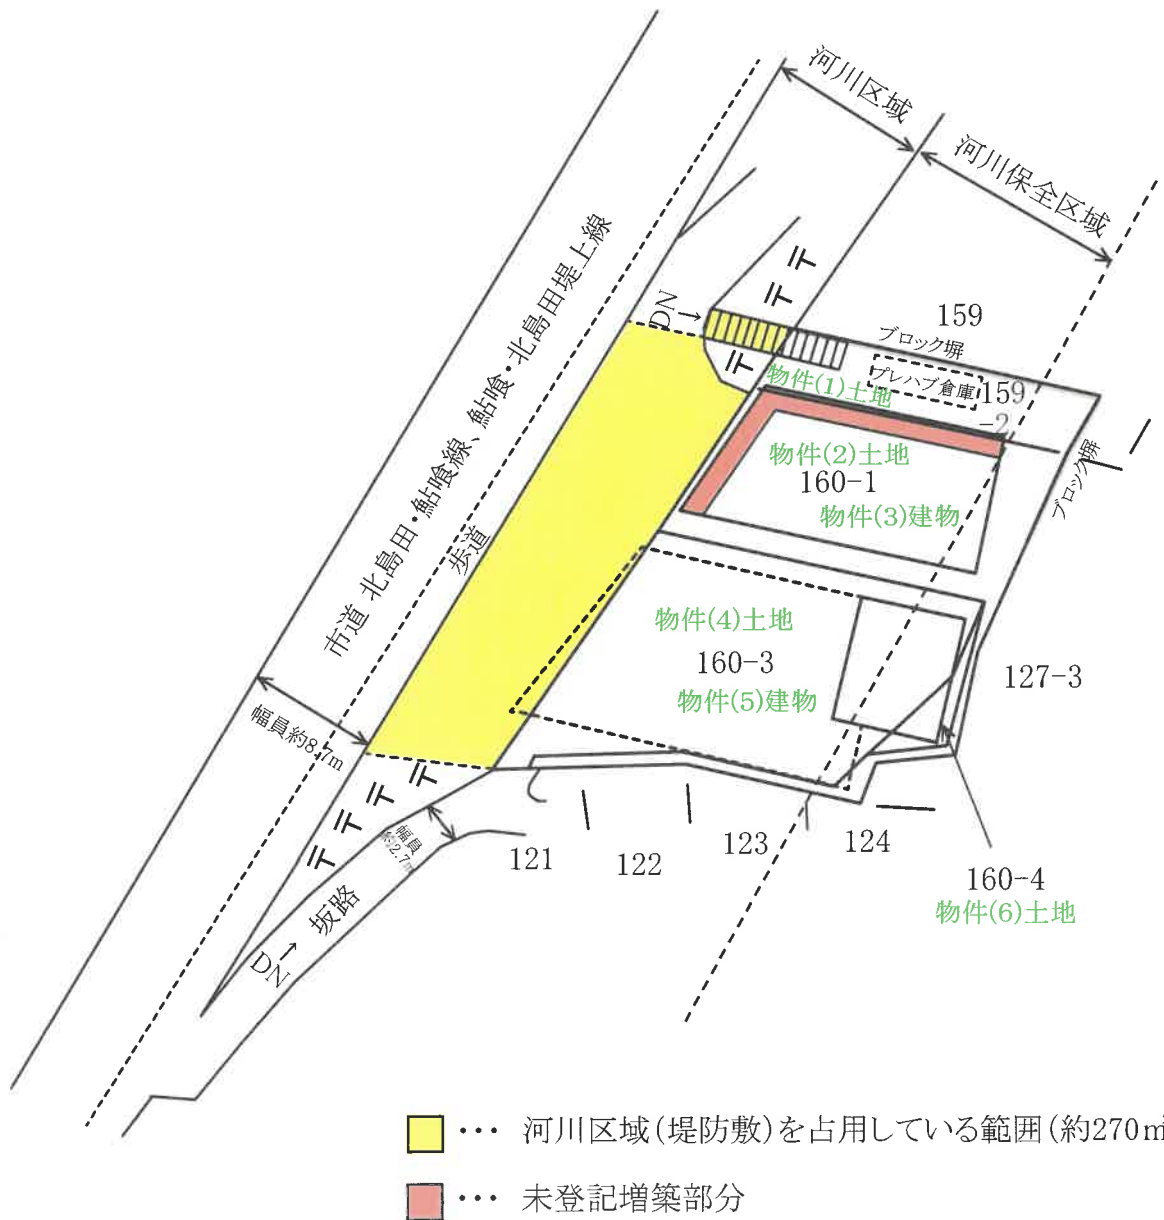 河川区域
河川保全区域
市道 北島田・鮎喰線、鮎喰・北島田堤上線
歩道
DN
→
ブロック塀
159
プレハブ倉庫
159
-2
物件(1)土地
物件(2)土地
160-1
物件(3)建物
ブロック塀
物件(4)土地
160-3
物件(5)建物
127-3
幅員約8.7m
幅員
約2.7m
121
122
123
124
160-4
物件(6)土地
坂路
DN
→
… 河川区域(堤防敷)を占用している範囲(約270㎡
… 未登記増築部分